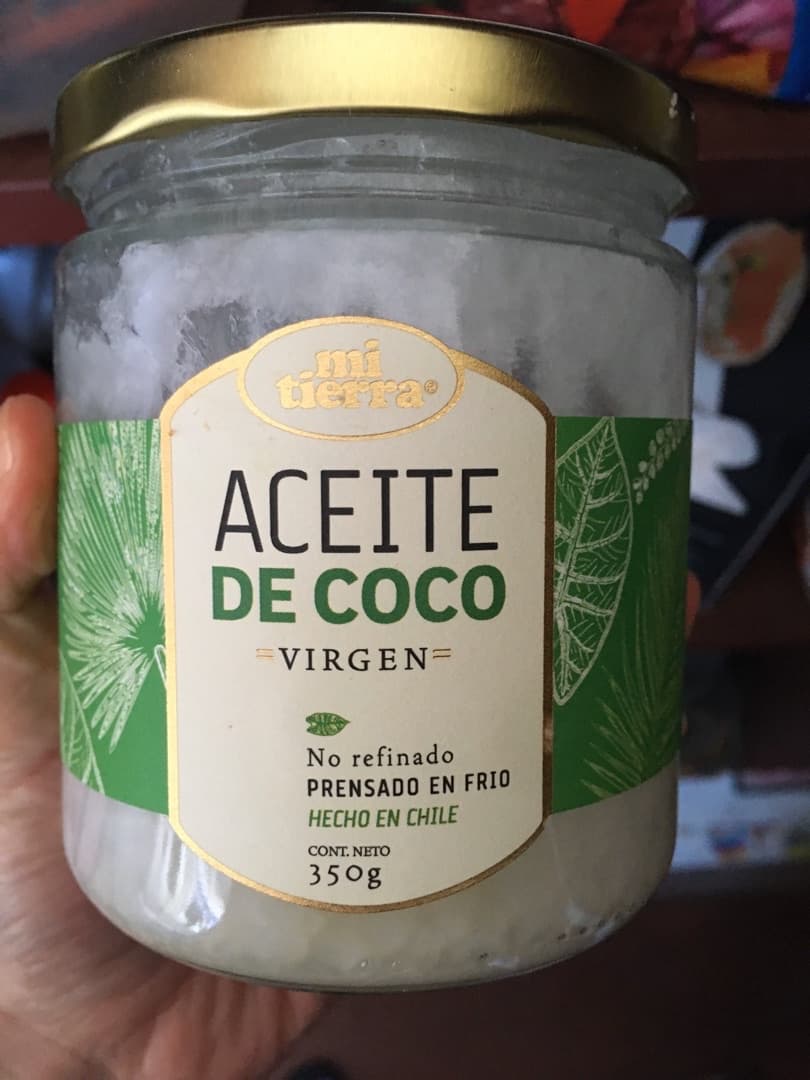 mi
tierra®
ACEITE
DE COCO
VIRGEN
No refinado
PRENSADO EN FRIO
HECHO EN CHILE
CONT. NETO
350g